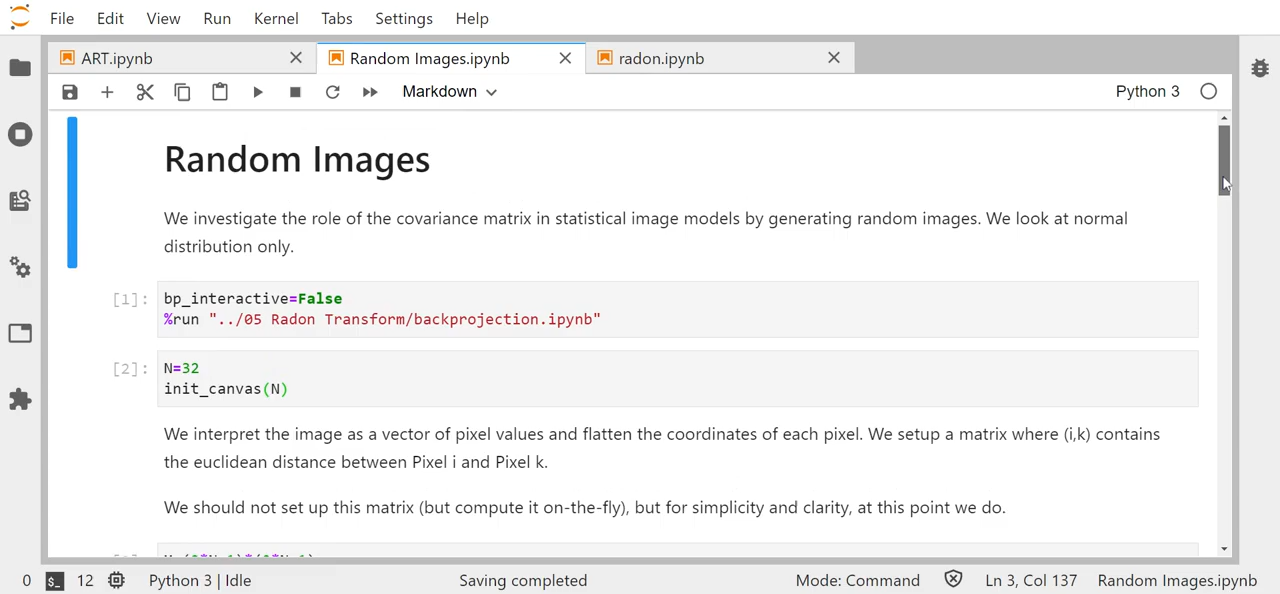 File Edit View Run Kernel Tabs Settings Help
ART.ipynb
Random Images.ipynb
radon.ipynb
Markdown
Python 3
Random Images
We investigate the role of the covariance matrix in statistical image models by generating random images. We look at normal
distribution only.
[1]:
bp_interactive=False
%run "../05 Radon Transform/backprojection.ipynb"
[2]:
N=32
init_canvas(N)
We interpret the image as a vector of pixel values and flatten the coordinates of each pixel. We setup a matrix where (i,k) contains
the euclidean distance between Pixel i and Pixel k.
We should not set up this matrix (but compute it on-the-fly), but for simplicity and clarity, at this point we do.
0 $_ 12 Python 3 | Idle Saving completed Mode: Command Ln 3, Col 137 Random Images.ipynb